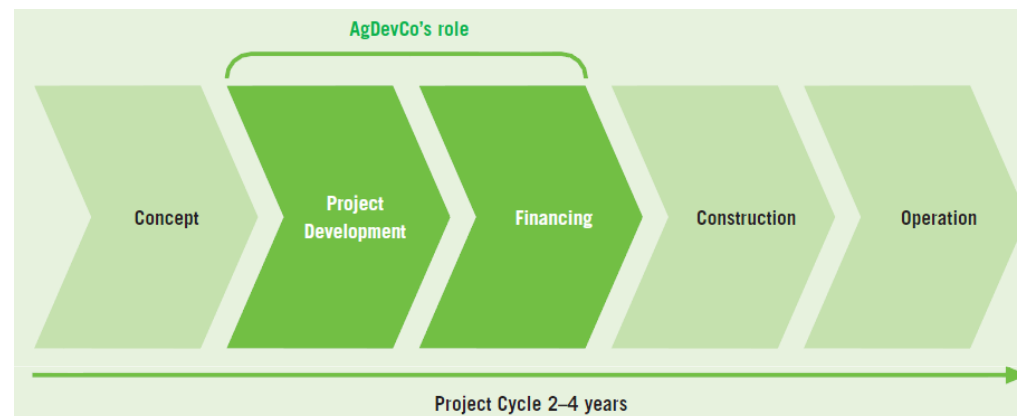 AgDevCo's role
Concept
Project
Development
Financing
Construction
Operation
Project Cycle 2–4 years